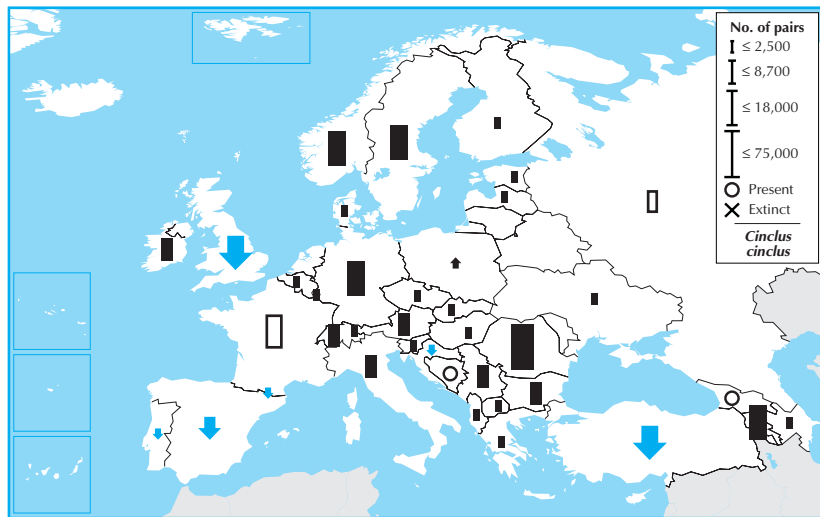 No. of pairs
≤ 2,500
≤ 8,700
≤ 18,000
≤ 75,000
Present
Extinct
Cinclus
cinclus